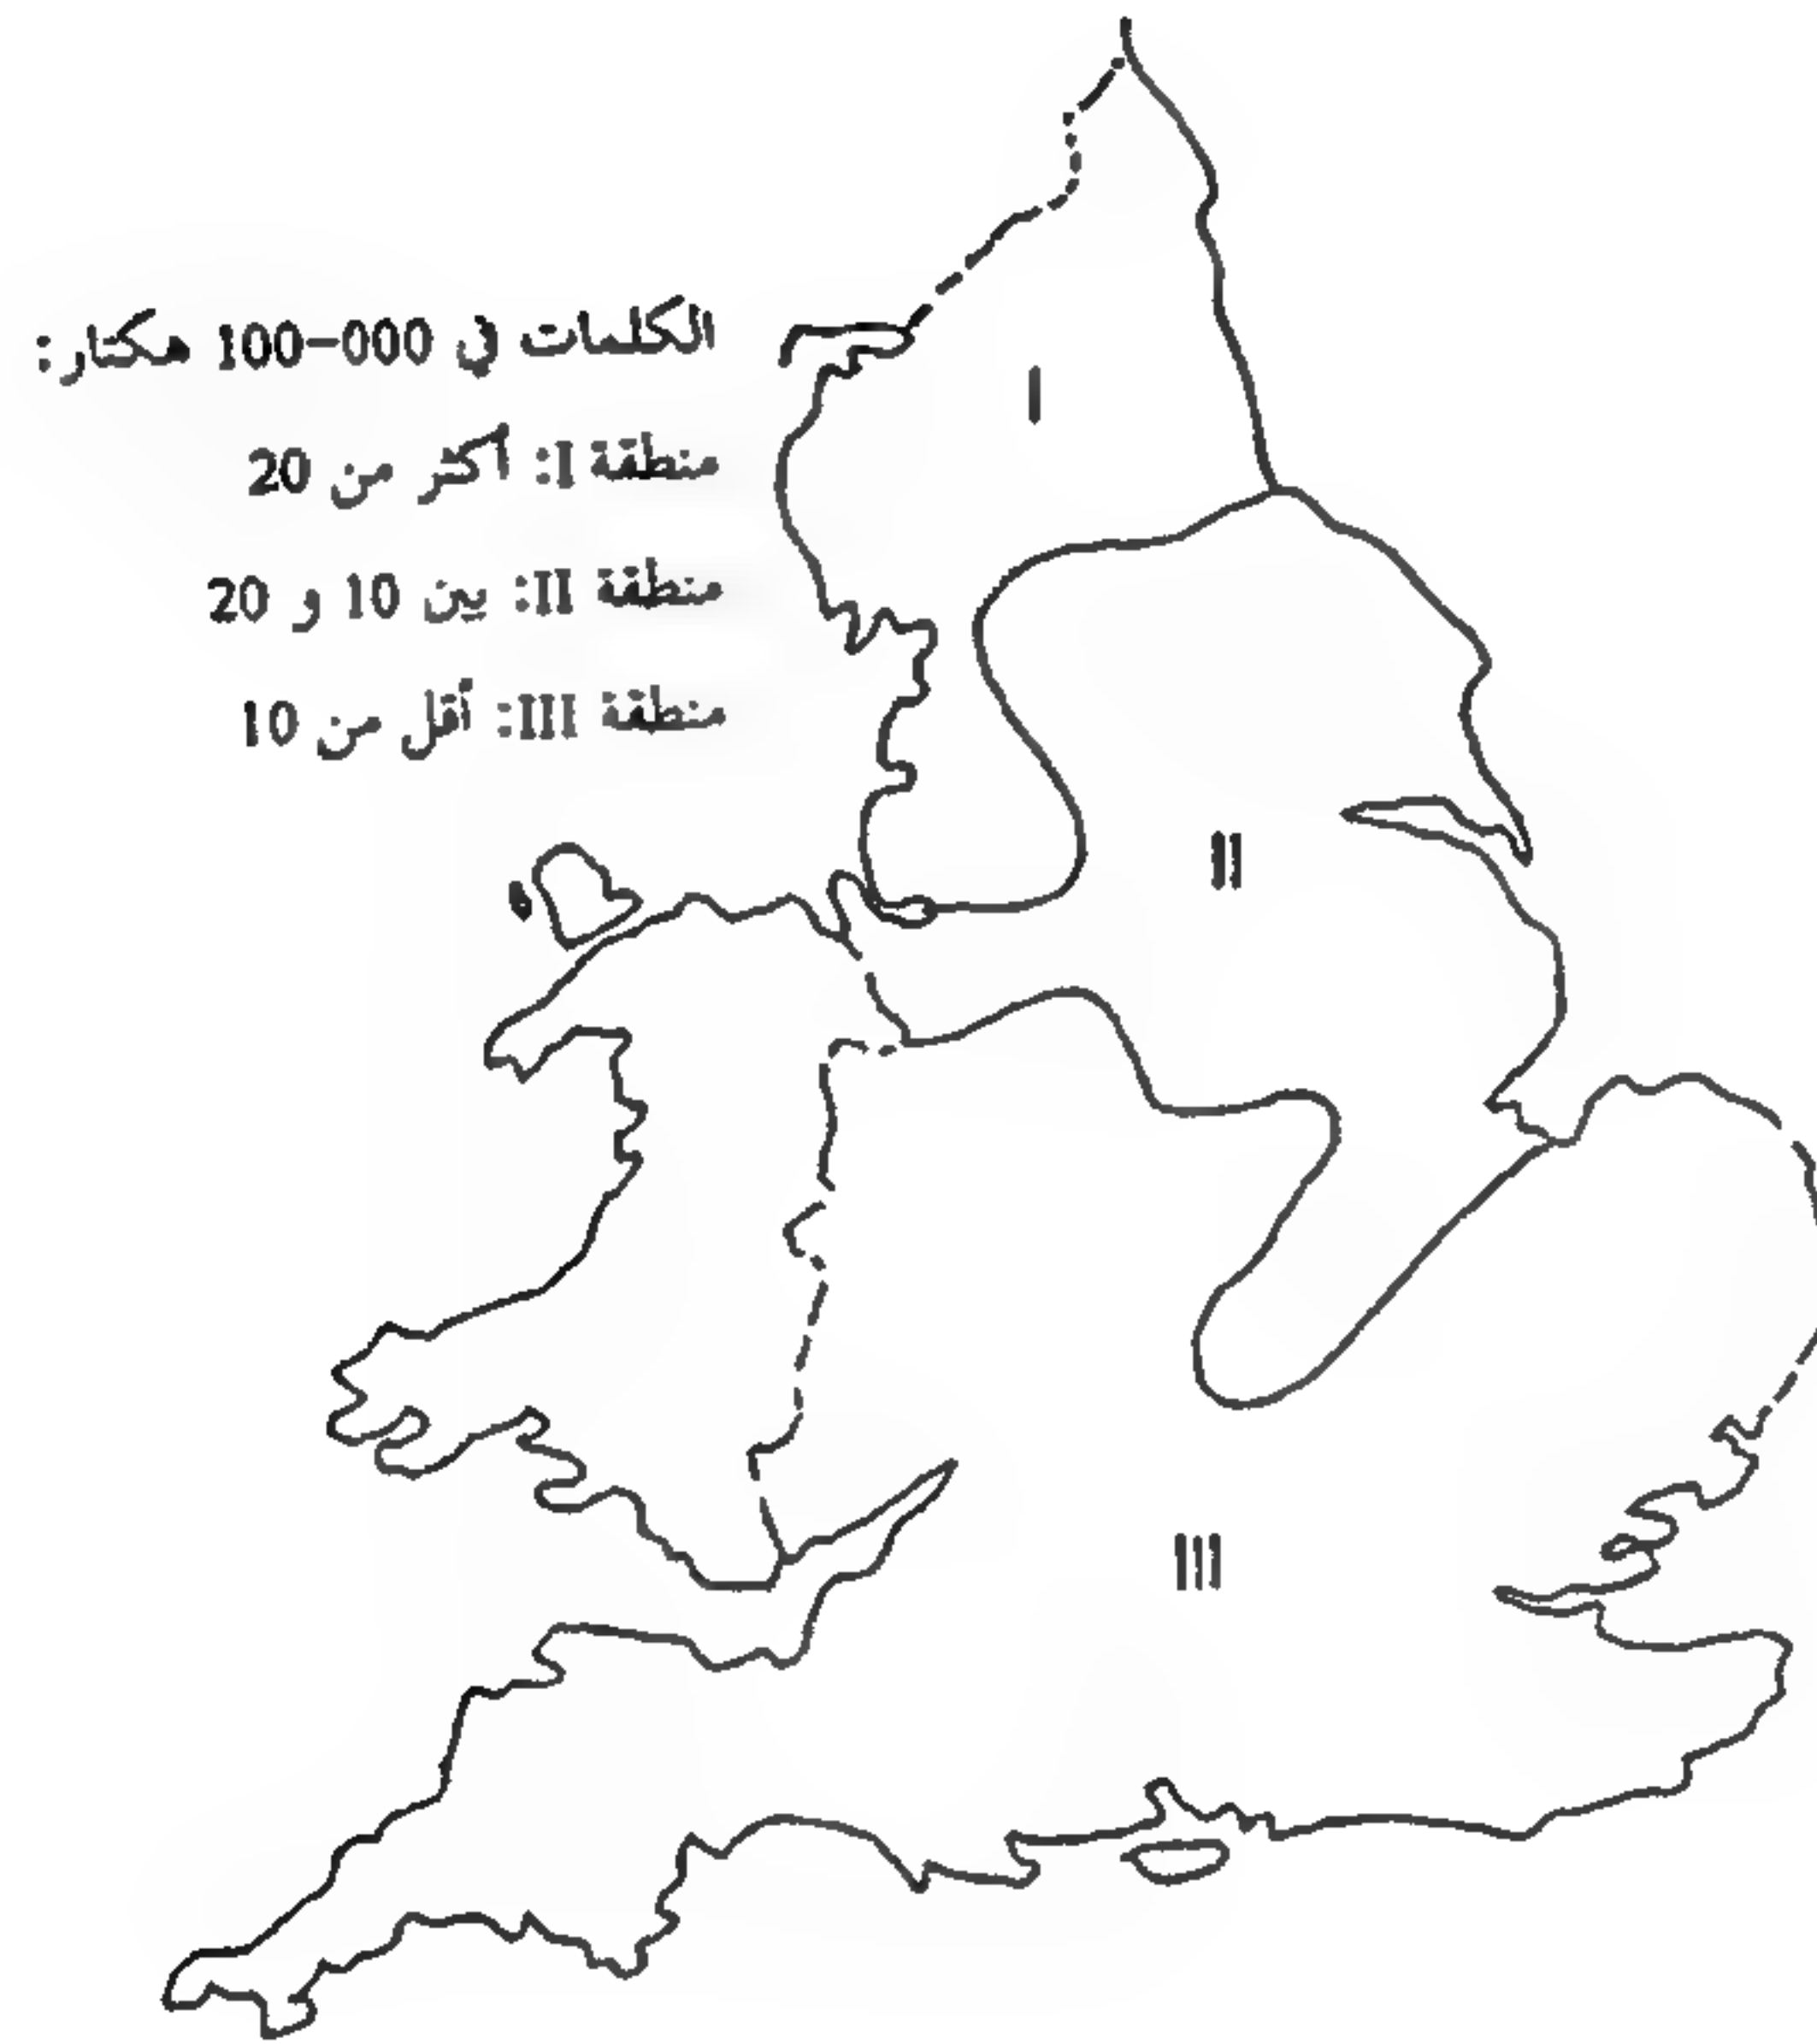 الكلمات في 000-100 هكتار:
منطقة I: أكثر من 20
منطقة II: بين 10 و 20
منطقة III: أقل من 10
I
II
III